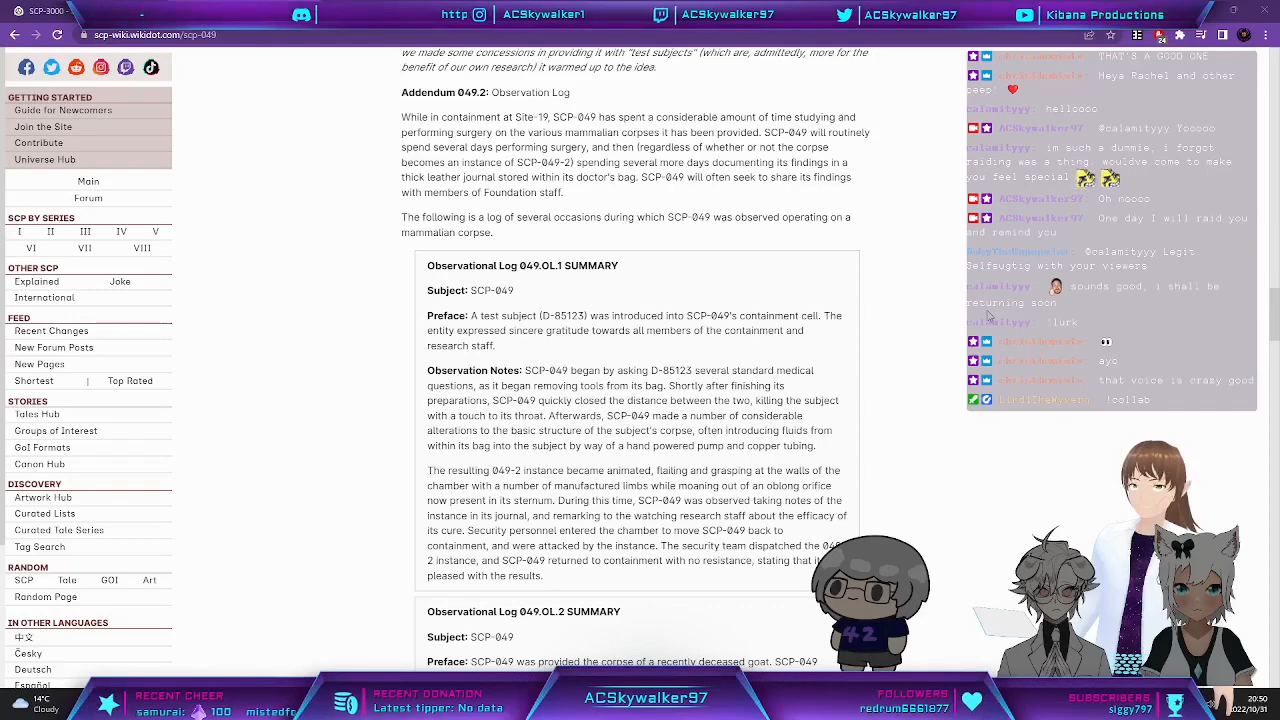 SCP-3000 -
http
ACSkywalker1
ACSkywalker97
ACSkywalker97
Kibana Productions
scp-wiki.wikidot.com/scp-049
24
GETTING STARTED
Guide for Newcomers
Join the Site
Contribute
Universe Hub
Main
Forum
SCP BY SERIES
I II III IV V
VI VII VIII
OTHER SCP
Explained Joke
International
FEED
Recent Changes
New Forum Posts
New Pages
Shortest | Top Rated
STORIES
Tales Hub
Groups of Interest
GoI Formats
Canon Hub
DISCOVERY
Artwork Hub
Curated Lists
Curated Tale Series
Tag Search
RANDOM
SCP Tale GOI Art
Random Page
IN OTHER LANGUAGES
中文
Česky
Deutsch
Español
we made some concessions in providing it with "test subjects" (which are, admittedly, more for the
benefit of our own research) it warmed up to the idea.
Addendum 049.2: Observation Log
While in containment at Site-19, SCP-049 has spent a considerable amount of time studying and
performing surgery on the various mammalian corpses it has been provided. SCP-049 will routinely
spend several days performing surgery, and then (regardless of whether or not the corpse
becomes an instance of SCP-049-2) spending several more days documenting its findings in a
thick leather journal stored within its doctor's bag. SCP-049 will often seek to share its findings
with members of Foundation staff.
The following is a log of several occasions during which SCP-049 was observed operating on a
mammalian corpse.
Observational Log 049.OL.1 SUMMARY
Subject: SCP-049
Preface: A test subject (D-85123) was introduced into SCP-049's containment cell. The
entity expressed sincere gratitude towards all members of the containment and
research staff.
Observation Notes: SCP-049 began by asking D-85123 several standard medical
questions, as it began removing tools from its bag. Shortly after finishing its
preparations, SCP-049 quickly closed the distance between the two, killing the subject
with a touch to its throat. Afterwards, SCP-049 made a number of considerable
alterations to the basic structure of the subject's corpse, often introducing fluids from
within its bag into the subject by way of a hand powered pump and copper tubing.
The resulting 049-2 instance became animated, flailing and grasping at the walls of the
chamber with a number of manufactured limbs while moaning out of an oblong orifice
now present in its sternum. During this time, SCP-049 was observed taking notes of the
instance in its journal, and remarking to the watching research staff about the efficacy of
its cure. Security personnel entered the chamber to move SCP-049 back to
containment, and were attacked by the instance. The security team dispatched the 04
2 instance, and SCP-049 returned to containment with no resistance, stating that it
pleased with the results.
Observational Log 049.OL.2 SUMMARY
Subject: SCP-049
Preface: SCP-049 was provided the corpse of a recently deceased goat. SCP-049
THAT'S A GOOD ONE
Heya Rachel and other
peep!
calamityyy: helloooo
ACSkywalker97: @calamityyy Yooooo
calamityyy: im such a dummie, i forgot
raiding was a thing, wouldve come to make
you feel special
ACSkywalker97: Oh noooo
ACSkywalker97: One day I will raid you
and remind you
@calamityyy Legit
Selfsugtig with your viewers
calamityyy: sounds good, i shall be
returning soon
calamityyy: !lurk
ayo
that voice is crazy good
!collab
42
RECENT CHEER
samurai: 100 mistedfo
RECENT DONATION
Latest tipper: No data
ACSkywalker97
FOLLOWERS
redrum6661877
SUBSCRIBERS
siggy797
14°C
Cloudy
20:05
022/10/31